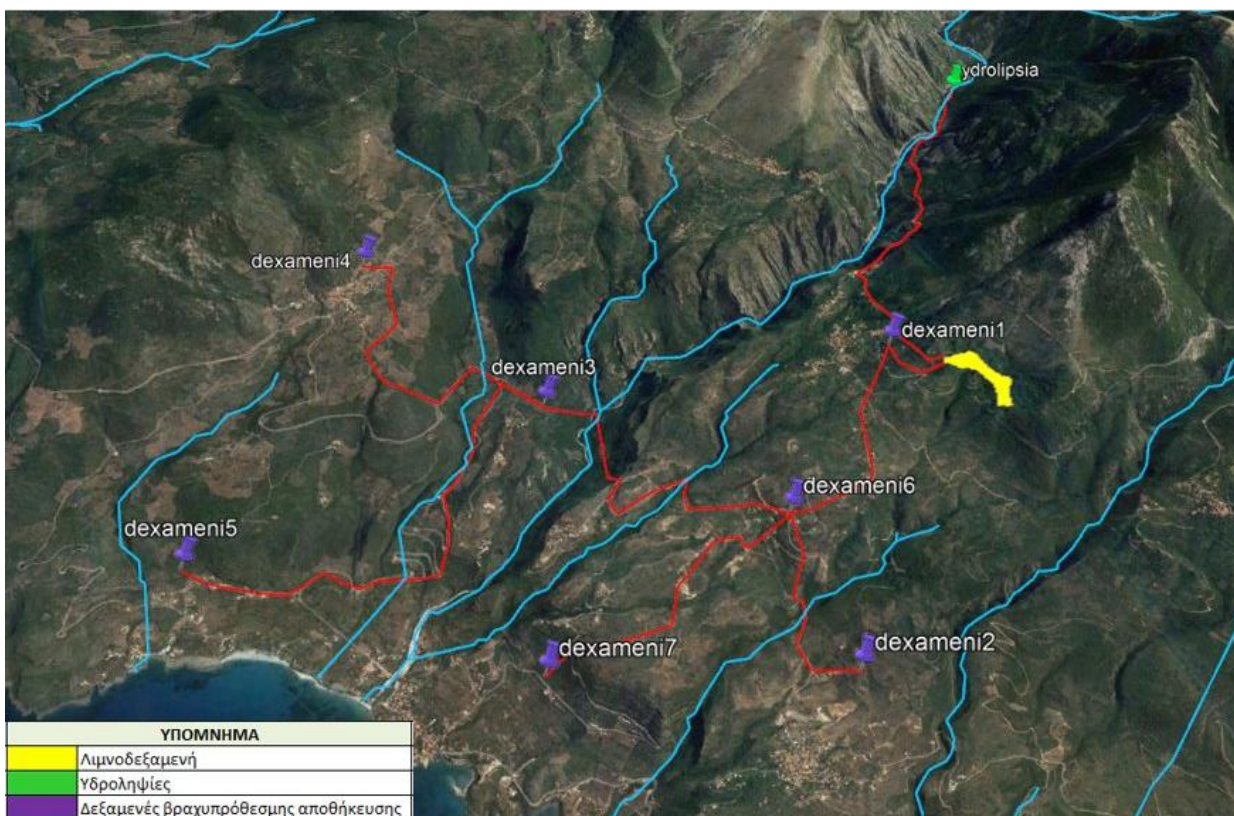 ydrolipsia
dexameni4
dexameni1
dexameni3
dexameni6
dexameni5
dexameni7
dexameni2
ΥΠΟΜΝΗΜΑ
Λιμνοδεξαμενή
Υδροληψίες
Δεξαμενές βραχυπρόθεσμης αποθήκευσης